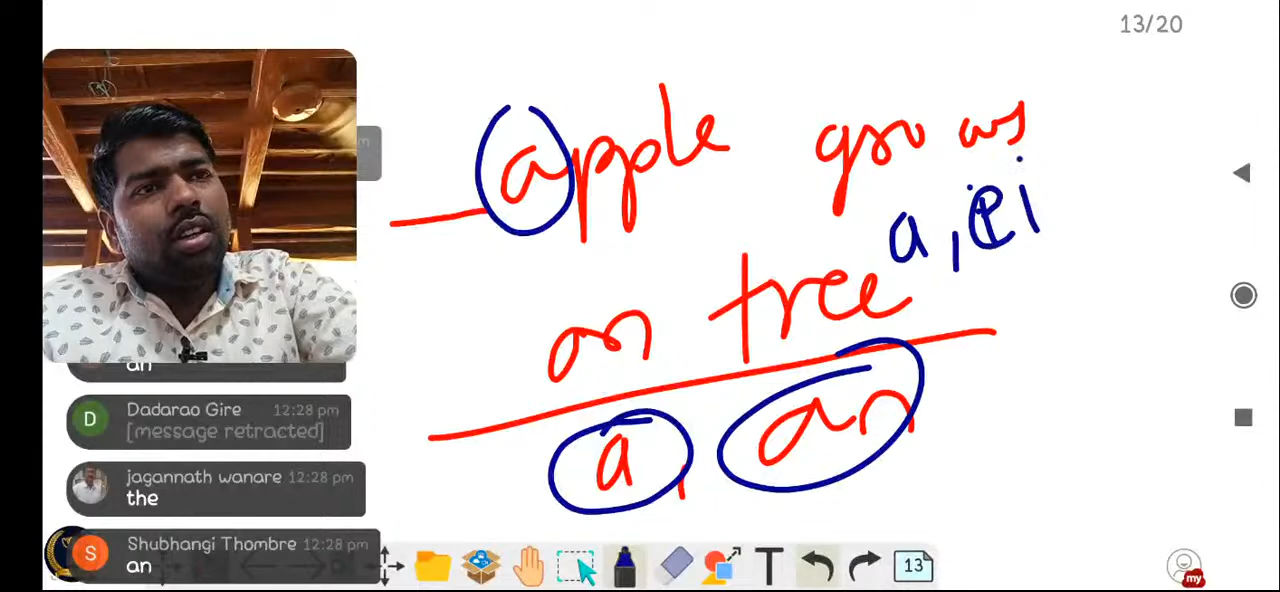 13/20
apple grows
a, e i
on tree
a, an
an
Dadarao Gire 12:28 pm
[message retracted]
jagannath wanare 12:28 pm
the
Shubhangi Thombre 12:28 pm
an
T 13
my